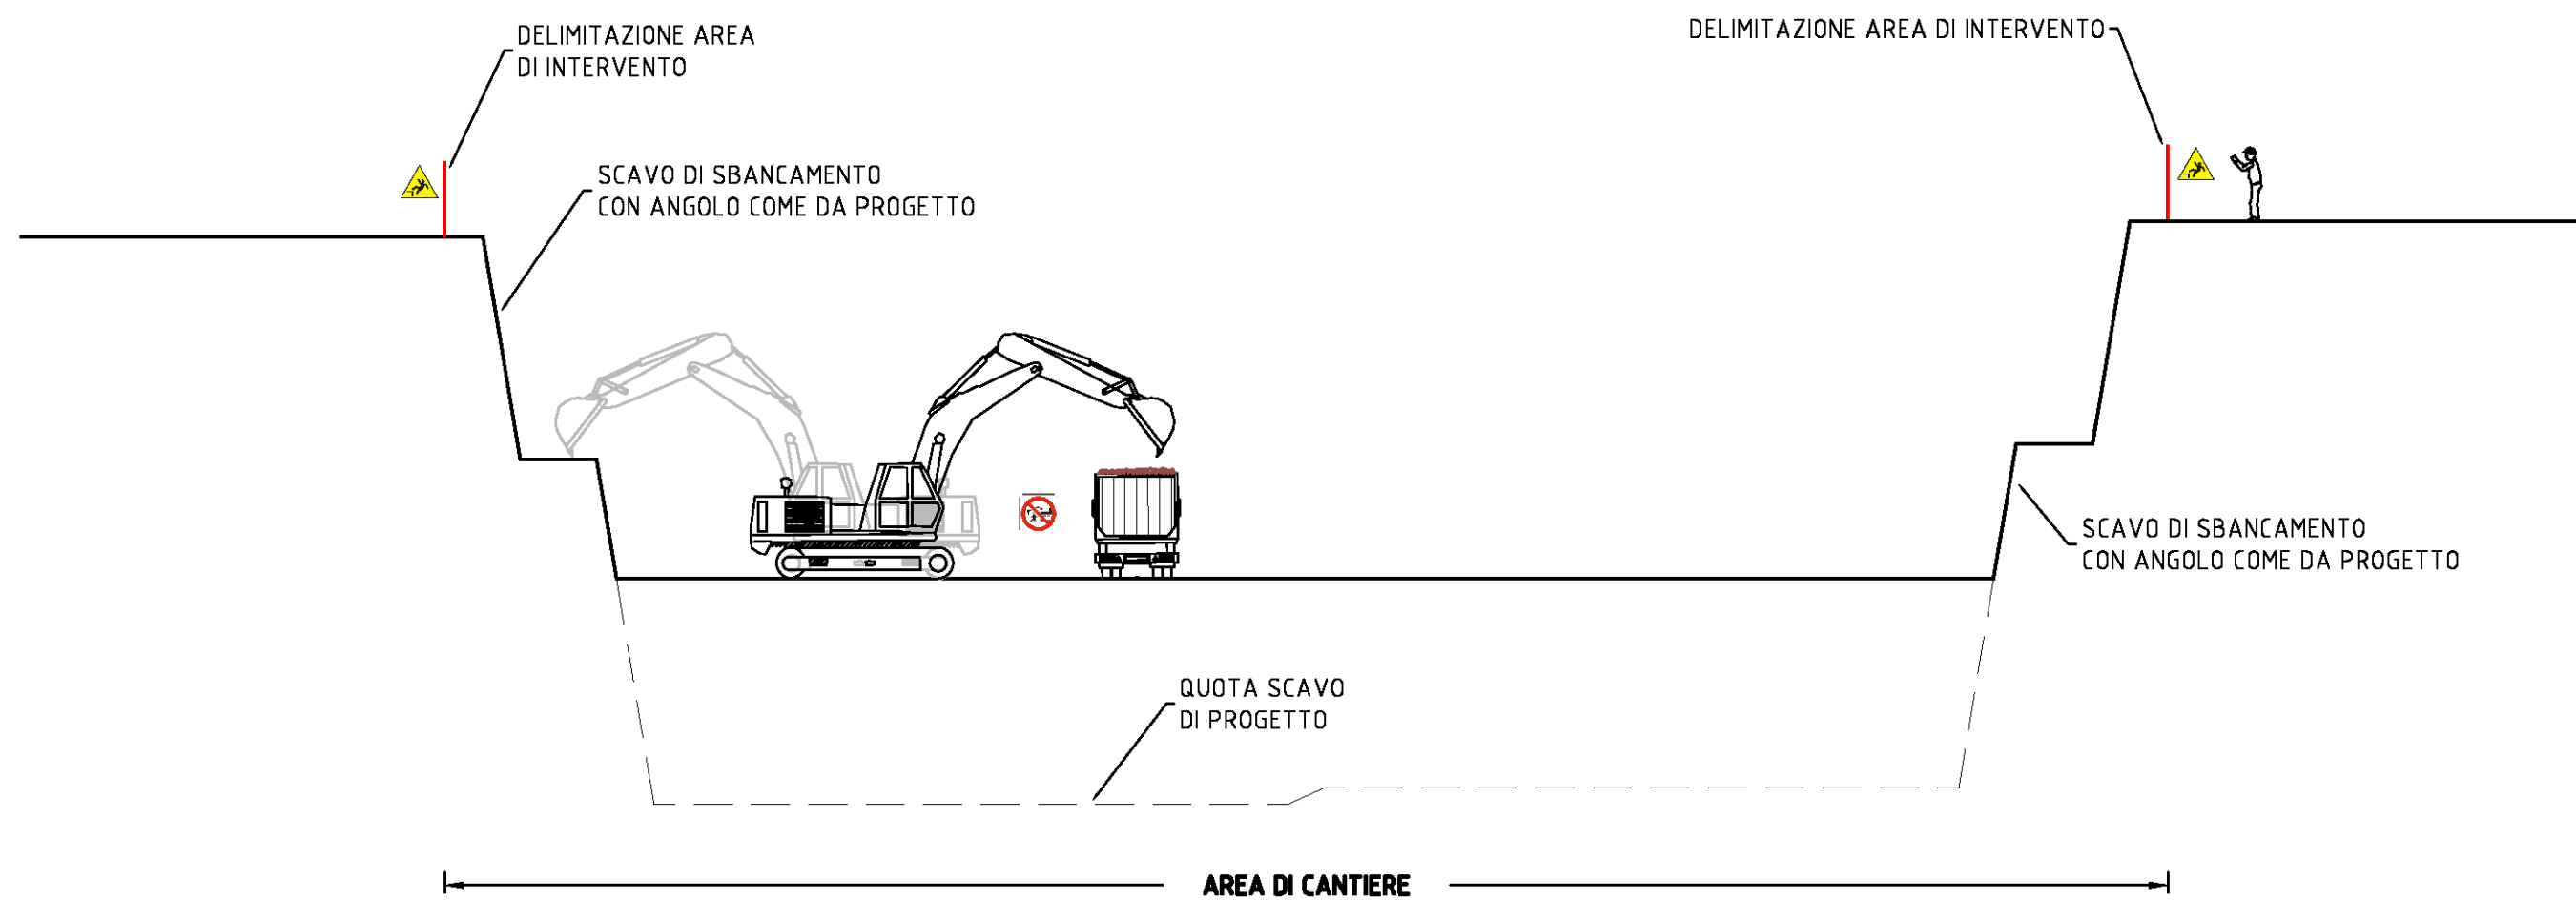 DELIMITAZIONE AREA
DI INTERVENTO
DELIMITAZIONE AREA DI INTERVENTO
SCAVO DI SBANCAMENTO
CON ANGOLO COME DA PROGETTO
SCAVO DI SBANCAMENTO
CON ANGOLO COME DA PROGETTO
QUOTA SCAVO
DI PROGETTO
AREA DI CANTIERE